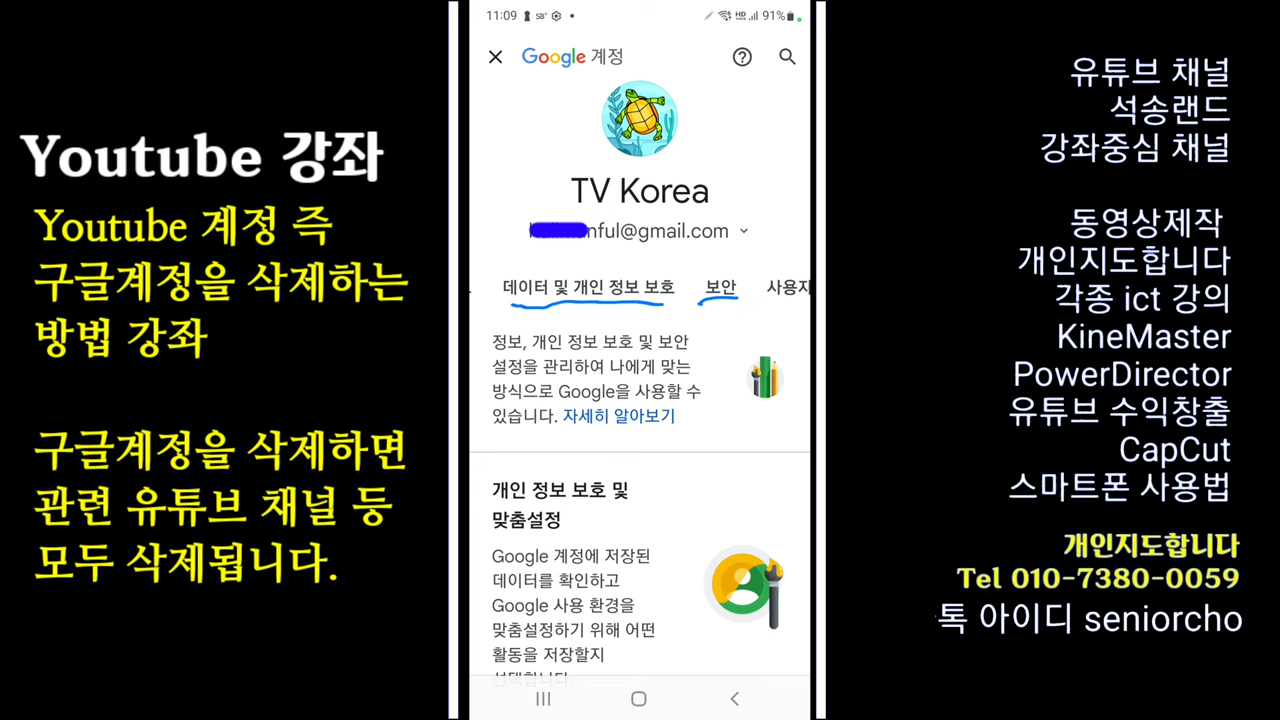 Youtube 강좌
Youtube 계정 즉
구글계정을 삭제하는
방법 강좌
구글계정을 삭제하면
관련 유튜브 채널 등
모두 삭제됩니다.
11:09
91%
Google 계정
TV Korea
nful@gmail.com
데이터 및 개인 정보 보호 보안 사용자
정보, 개인 정보 보호 및 보안
설정을 관리하여 나에게 맞는
방식으로 Google을 사용할 수
있습니다. 자세히 알아보기
개인 정보 보호 및
맞춤설정
Google 계정에 저장된
데이터를 확인하고
Google 사용 환경을
맞춤설정하기 위해 어떤
활동을 저장할지
선택합니다.
유튜브 채널
석송랜드
강좌중심 채널
동영상제작
개인지도합니다
각종 ict 강의
KineMaster
PowerDirector
유튜브 수익창출
CapCut
스마트폰 사용법
개인지도합니다
Tel 010-7380-0059
톡 아이디 seniorcho